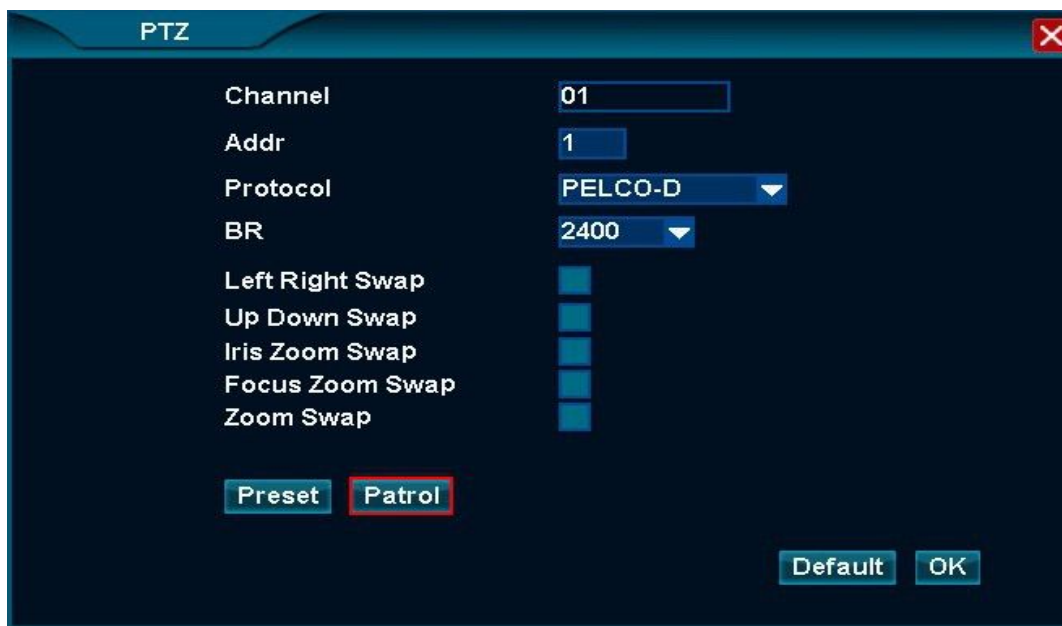 PTZ
Channel 01
Addr 1
Protocol PELCO-D
BR 2400
Left Right Swap
Up Down Swap
Iris Zoom Swap
Focus Zoom Swap
Zoom Swap
Preset Patrol
Default OK